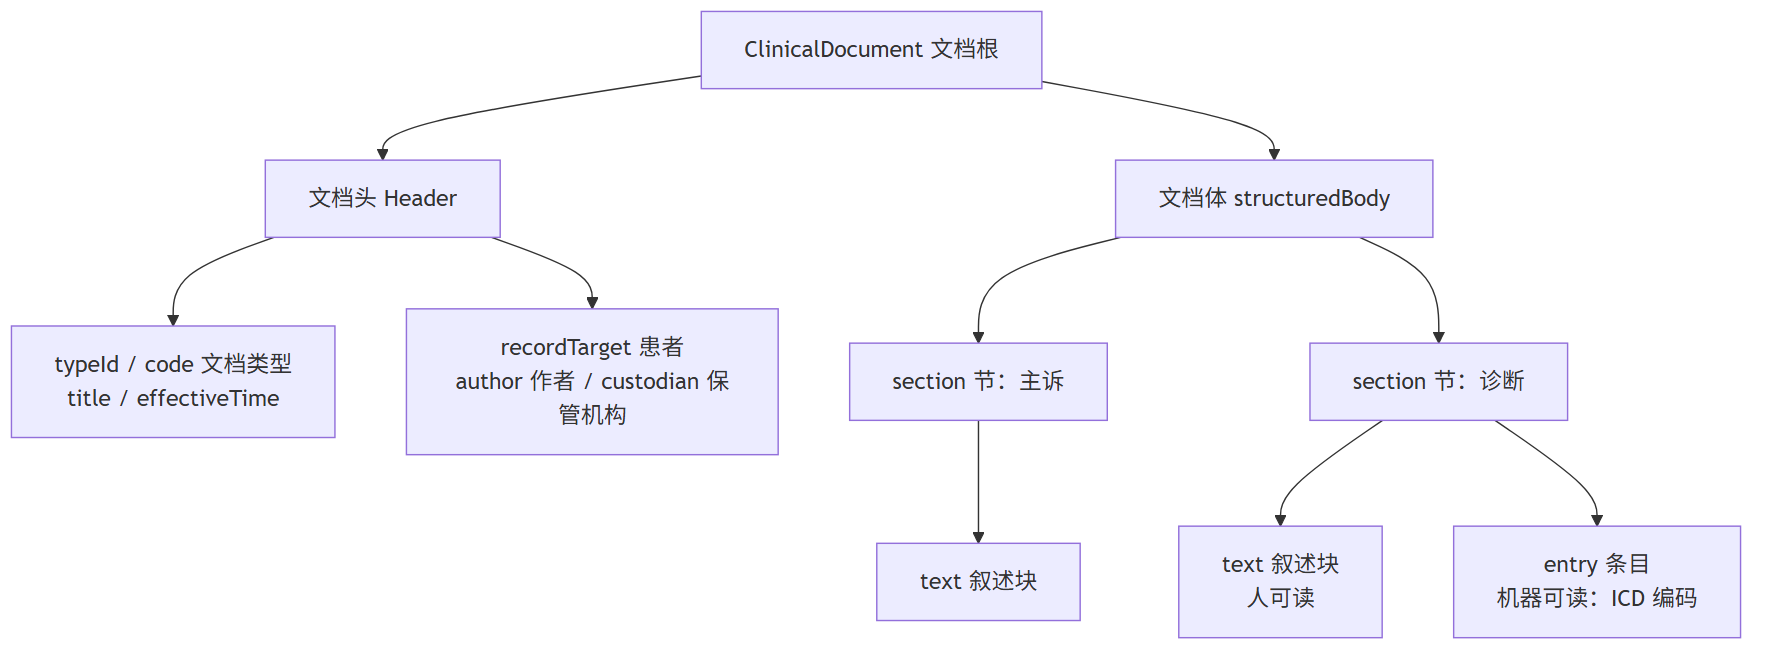 ClinicalDocument 文档根
文档头 Header
文档体 structuredBody
typeId / code 文档类型
title / effectiveTime
recordTarget 患者
author 作者 / custodian 保
管机构
section 节：主诉
section 节：诊断
text 叙述块
text 叙述块
人可读
entry 条目
机器可读：ICD 编码